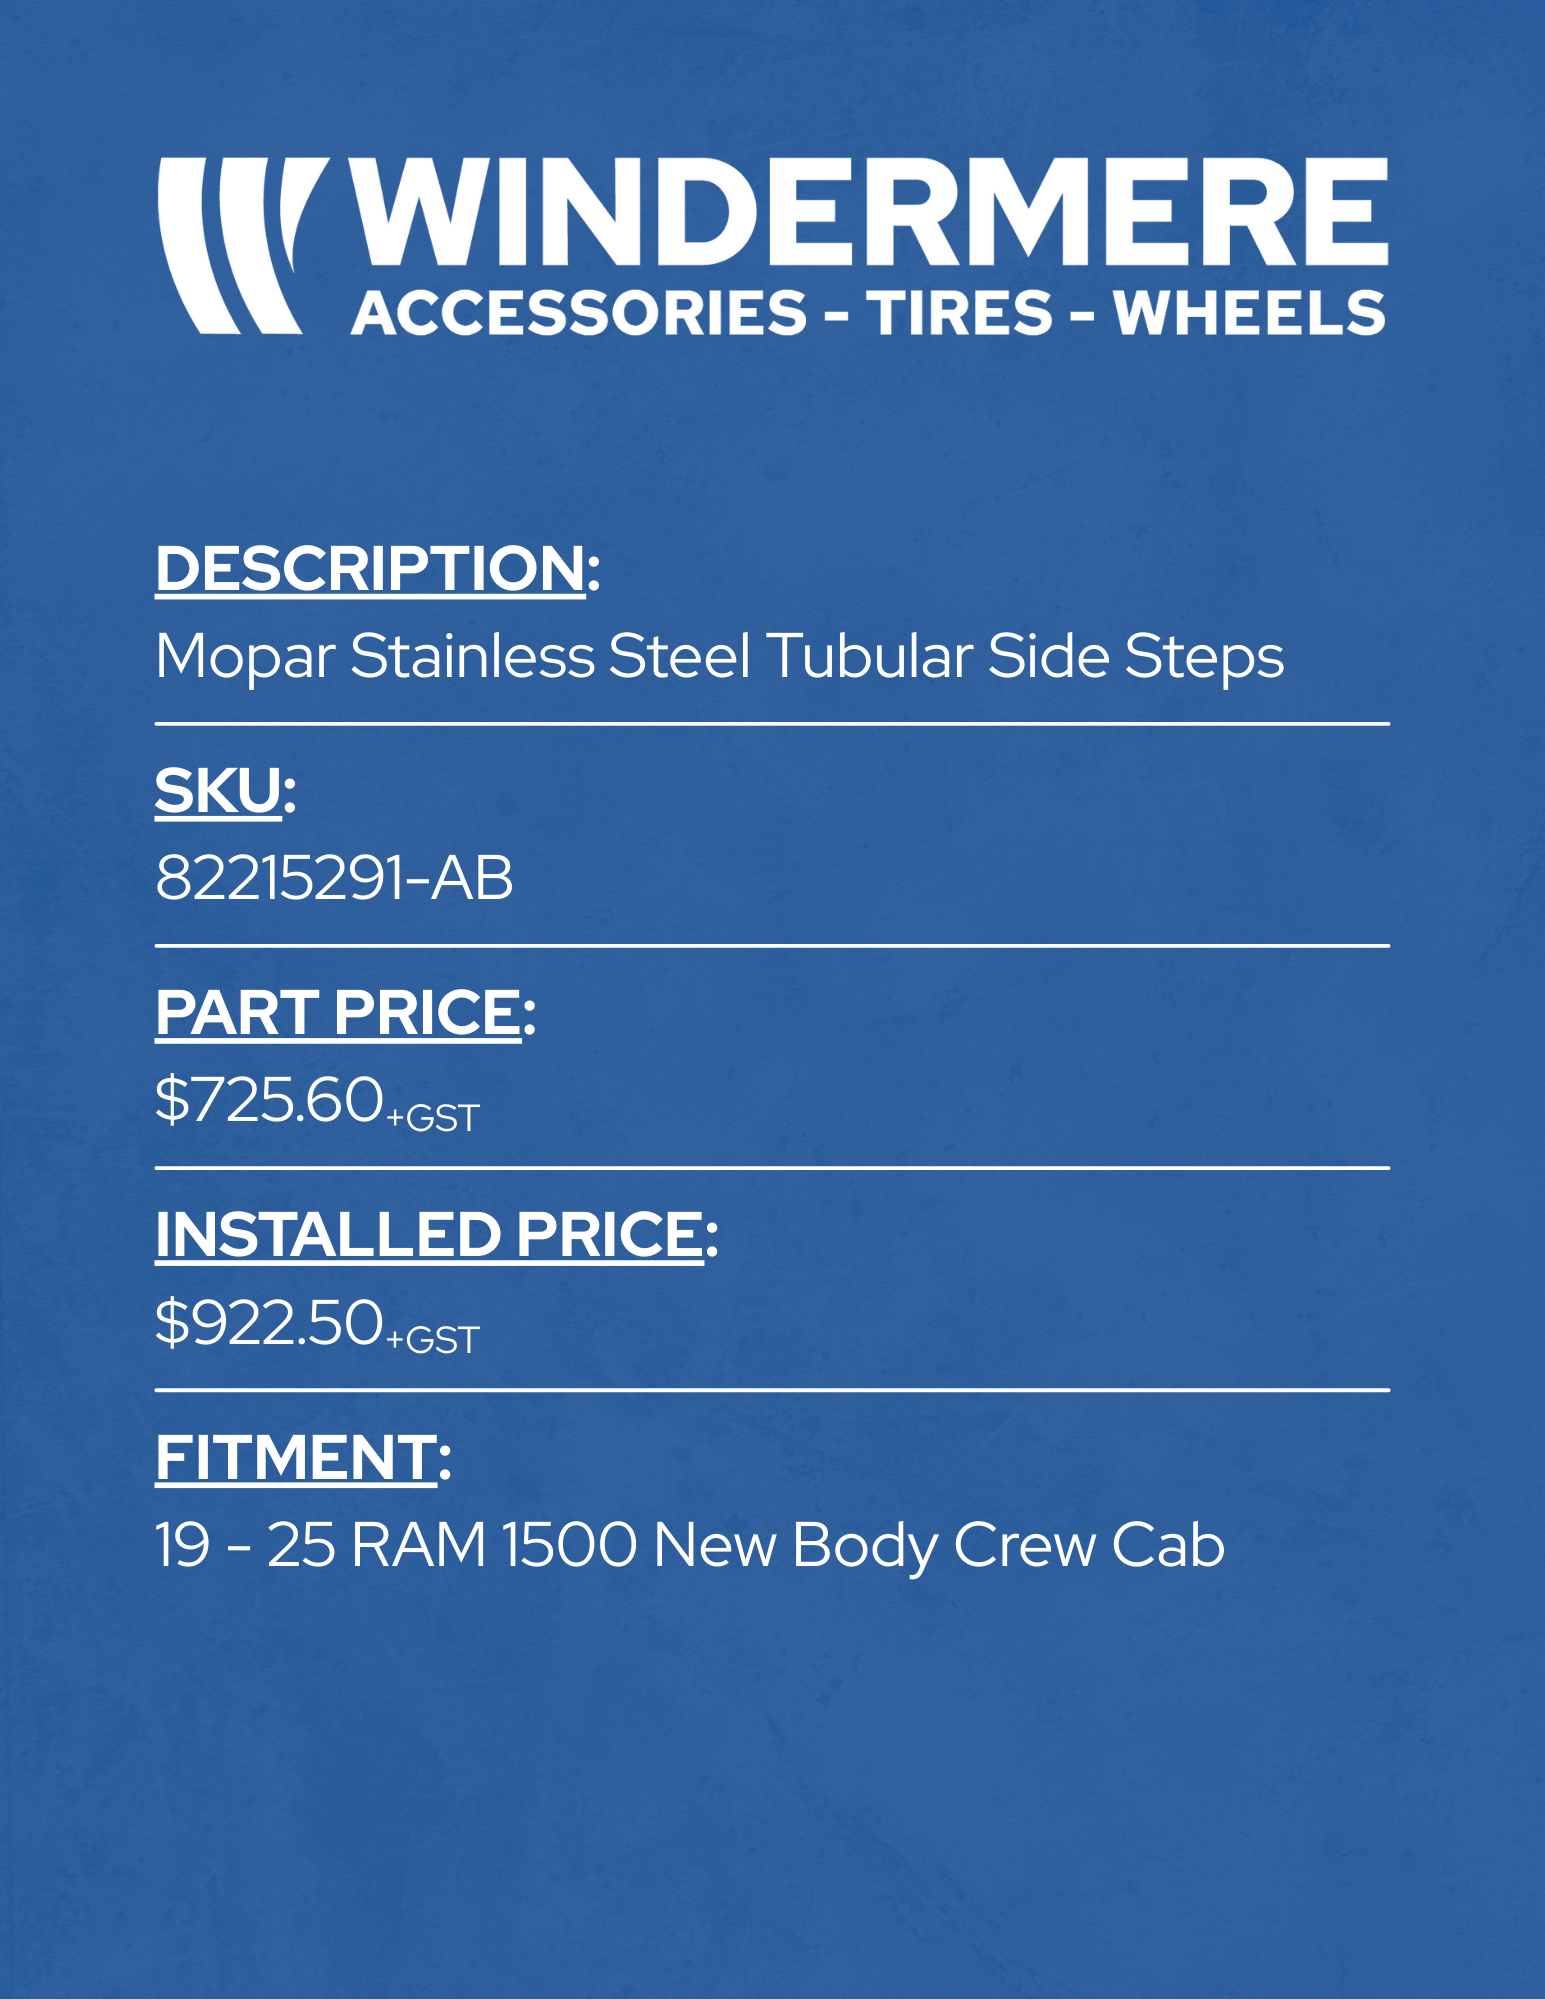 WINDERMERE
ACCESSORIES - TIRES - WHEELS
DESCRIPTION:
Mopar Stainless Steel Tubular Side Steps
SKU:
82215291-AB
PART PRICE:
$725.60+GST
INSTALLED PRICE:
$922.50+GST
FITMENT:
19 - 25 RAM 1500 New Body Crew Cab